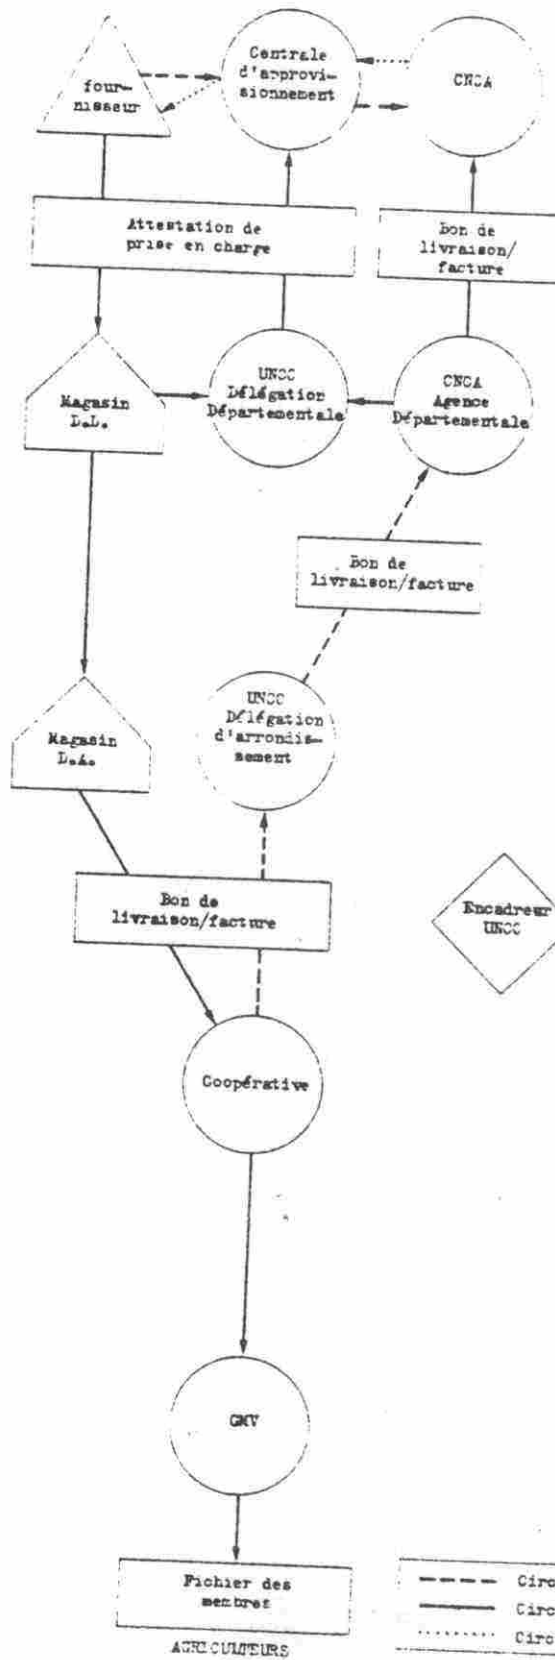 four-
nisseur
Centrale
d'approvi-
sionnement
CNCA
Attestation de
prise en charge
Bon de
livraison/
facture
Magasin
D.D.
UNCC
Délégation
Départementale
CNCA
Agence
Départementale
Bon de
livraison/facture
Magasin
D.A.
UNCC
Délégation
d'arrondis-
sement
Bon de
livraison/facture
Encadreur
UNCC
Coopérative
GMV
Fichier des
membres
AGRICULTEURS
Circ
Circ
Circ